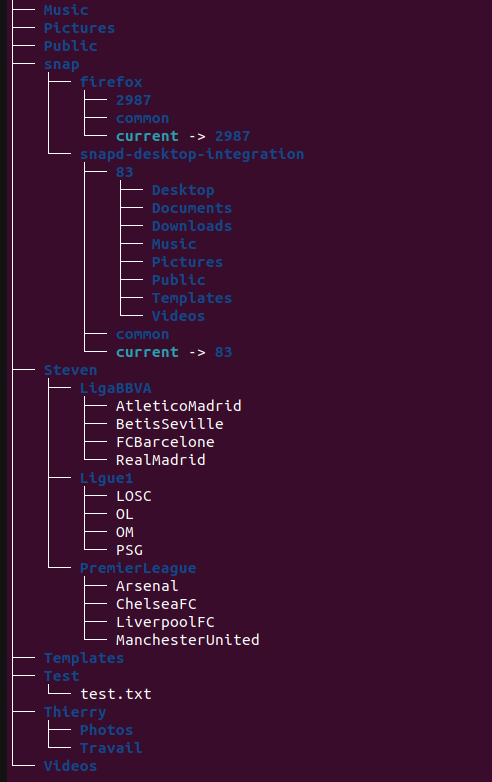 Music
Pictures
Public
snap
firefox
2987
common
current -> 2987
snapd-desktop-integration
83
Desktop
Documents
Downloads
Music
Pictures
Public
Templates
Videos
common
current -> 83
Steven
LigaBBVA
AtleticoMadrid
BetisSeville
FCBarcelone
RealMadrid
Ligue1
LOSC
OL
OM
PSG
PremierLeague
Arsenal
ChelseaFC
LiverpoolFC
ManchesterUnited
Templates
Test
test.txt
Thierry
Photos
Travail
Videos